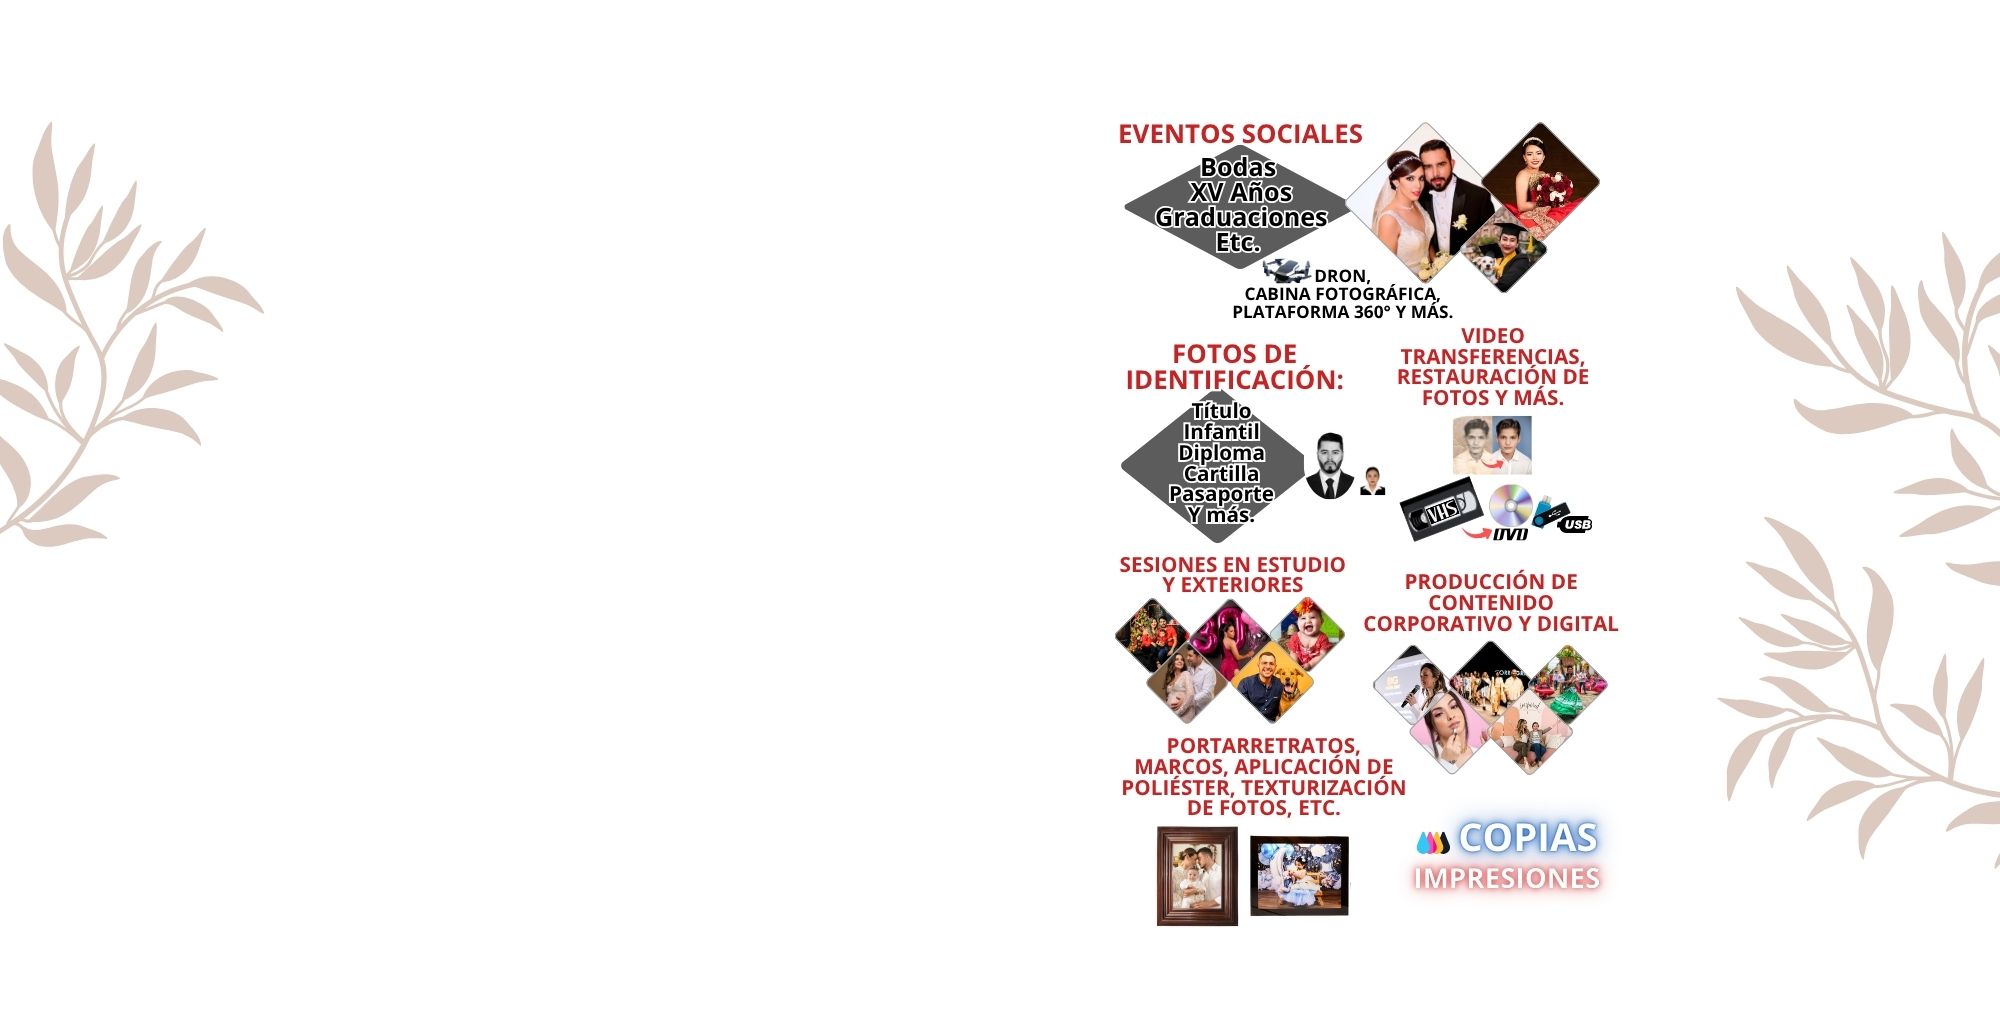 EVENTOS SOCIALES
Bodas
XV Años
Graduaciones
Etc.
DRON,
CABINA FOTOGRÁFICA,
PLATAFORMA 360° Y MÁS.
FOTOS DE
IDENTIFICACIÓN:
Título
Infantil
Diploma
Cartilla
Pasaporte
Y más.
VIDEO
TRANSFERENCIAS,
RESTAURACIÓN DE
FOTOS Y MÁS.
VHS
DVD
USB
SESIONES EN ESTUDIO
Y EXTERIORES
30
PRODUCCIÓN DE
CONTENIDO
CORPORATIVO Y DIGITAL
PORTARRETRATOS,
MARCOS, APLICACIÓN DE
POLIÉSTER, TEXTURIZACIÓN
DE FOTOS, ETC.
COPIAS
IMPRESIONES